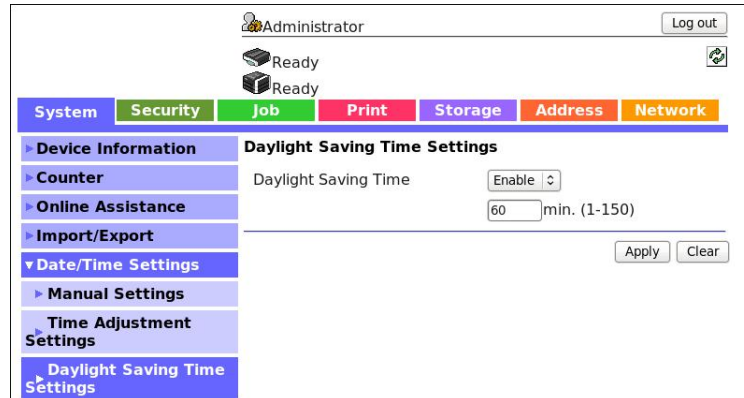 Administrator
Log out
Ready
Ready
System Security Job Print Storage Address Network
Device Information
Counter
Online Assistance
Import/Export
Date/Time Settings
Manual Settings
Time Adjustment
Settings
Daylight Saving Time
Settings
Daylight Saving Time Settings
Daylight Saving Time Enable
60 min. (1-150)
Apply Clear